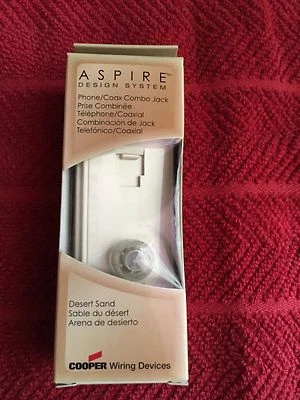 ASPIRE™
DESIGN SYSTEM
Phone/Coax Combo Jack
Prise Combinée
Téléphone/Coaxial
Combinación de Jack
Telefónico/Coaxial
Desert Sand
Sable du désert
Arena de desierto
COOPER Wiring Devices